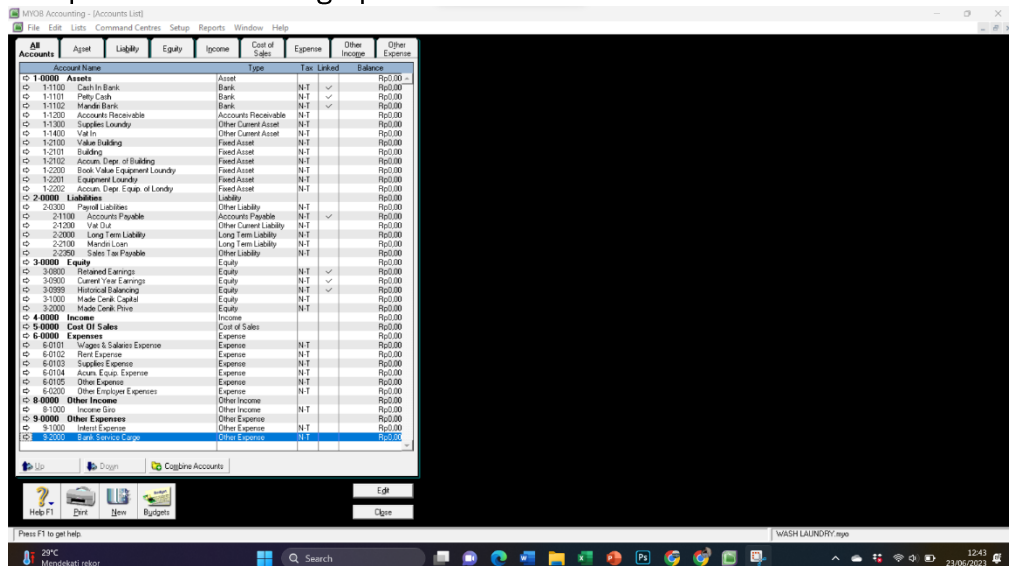 MYOB Accounting - [Accounts List]
File Edit Lists Command Centres Setup Reports Window Help
All Accounts Asset Liability Equity Income Cost of Sales Expense Other Income Other Expense
Account Name Type Tax Linked Balance
1-0000 Assets Asset Rp0,00
1-1100 Cash In Bank Bank N-T Rp0,00
1-1101 Petty Cash Bank N-T Rp0,00
1-1102 Mandiri Bank Bank N-T Rp0,00
1-1200 Accounts Receivable Accounts Receivable N-T Rp0,00
1-1300 Supplies Loundry Other Current Asset N-T Rp0,00
1-1400 Vat In Other Current Asset N-T Rp0,00
1-2100 Value Building Fixed Asset N-T Rp0,00
1-2101 Building Fixed Asset N-T Rp0,00
1-2102 Accum. Depr. of Building Fixed Asset N-T Rp0,00
1-2200 Book Value Equipment Loundry Fixed Asset N-T Rp0,00
1-2201 Equipment Loundry Fixed Asset N-T Rp0,00
1-2202 Accum. Depr. Equip. of Londry Fixed Asset N-T Rp0,00
2-0000 Liabilities Liability Rp0,00
2-0300 Payroll Liabilities Other Liability N-T Rp0,00
2-1100 Accounts Payable Accounts Payable N-T Rp0,00
2-1200 Vat Out Other Current Liability N-T Rp0,00
2-2000 Long Term Liability Long Term Liability N-T Rp0,00
2-2100 Mandiri Loan Long Term Liability N-T Rp0,00
2-2350 Sales Tax Payable Other Liability N-T Rp0,00
3-0000 Equity Equity Rp0,00
3-0800 Retained Earnings Equity N-T Rp0,00
3-0900 Current Year Earnings Equity N-T Rp0,00
3-0999 Historical Balancing Equity N-T Rp0,00
3-1000 Made Cenik Capital Equity N-T Rp0,00
3-2000 Made Cenik Prive Equity N-T Rp0,00
4-0000 Income Income Rp0,00
5-0000 Cost Of Sales Cost of Sales Rp0,00
6-0000 Expenses Expense Rp0,00
6-0101 Wages & Salaries Expense Expense N-T Rp0,00
6-0102 Rent Expense Expense N-T Rp0,00
6-0103 Supplies Expense Expense N-T Rp0,00
6-0104 Acum. Equip. Expense Expense N-T Rp0,00
6-0105 Other Expense Expense N-T Rp0,00
6-0200 Other Employer Expenses Expense N-T Rp0,00
8-0000 Other Income Other Income Rp0,00
8-1000 Income Giro Other Income N-T Rp0,00
9-0000 Other Expenses Other Expense Rp0,00
9-1000 Interst Expense Other Expense N-T Rp0,00
9-2000 Bank Service Carge Other Expense N-T Rp0,00
Up Down Combine Accounts
Help F1 Print New Budgets Edit
Close
Press F1 to get help. WASH LAUNDRY.myo
29°C Search 12:43
Mendekati rekor 23/06/2023